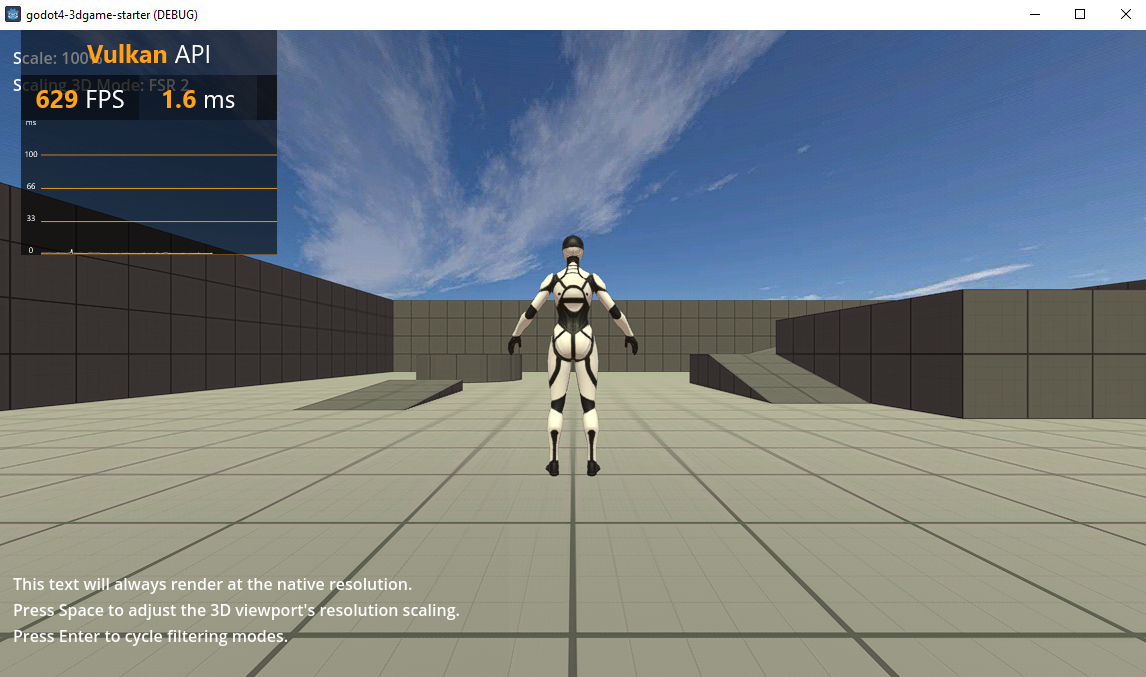 godot4-3dgame-starter (DEBUG)
Scale: 100%
Vulkan API
Scaling 3D Mode: FSR 2
629 FPS 1.6 ms
ms
100
66
33
0
This text will always render at the native resolution.
Press Space to adjust the 3D viewport's resolution scaling.
Press Enter to cycle filtering modes.